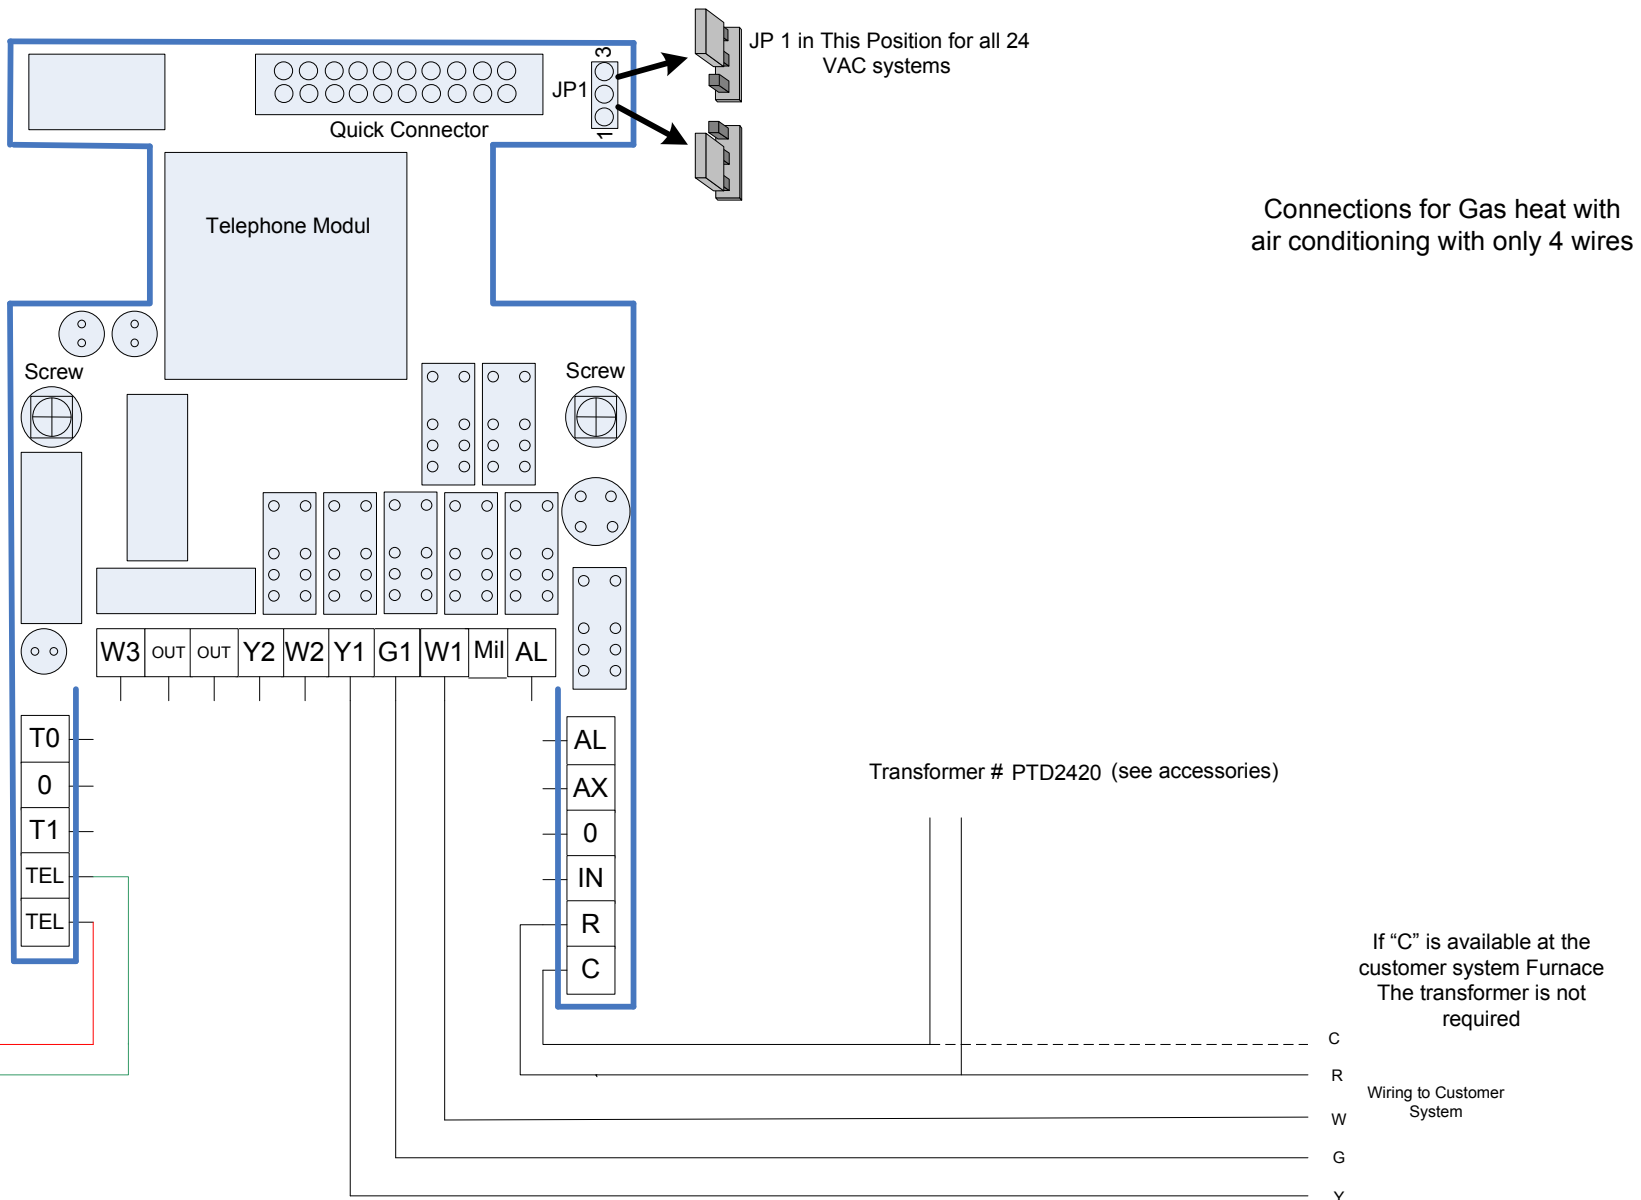 JP 1 in This Position for all 24
VAC systems
3
JP1
1
Quick Connector
Telephone Modul
Connections for Gas heat with
air conditioning with only 4 wires
Screw
Screw
W3 OUT OUT Y2 W2 Y1 G1 W1 Mil AL
T0
0
T1
TEL
TEL
AL
AX
0
IN
R
C
Transformer # PTD2420 (see accessories)
If “C” is available at the
customer system Furnace
The transformer is not
required
C
R
W
G
Y
Wiring to Customer
System